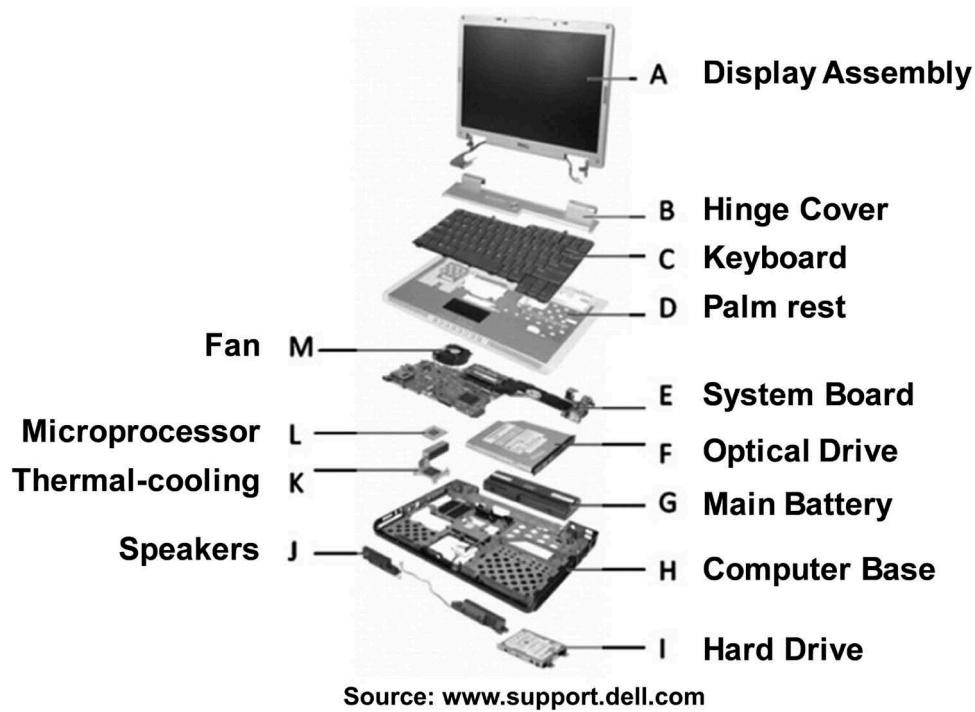 A Display Assembly
B Hinge Cover
C Keyboard
D Palm rest
Fan M
E System Board
Microprocessor L
F Optical Drive
Thermal-cooling K
G Main Battery
Speakers J
H Computer Base
I Hard Drive
Source: www.support.dell.com